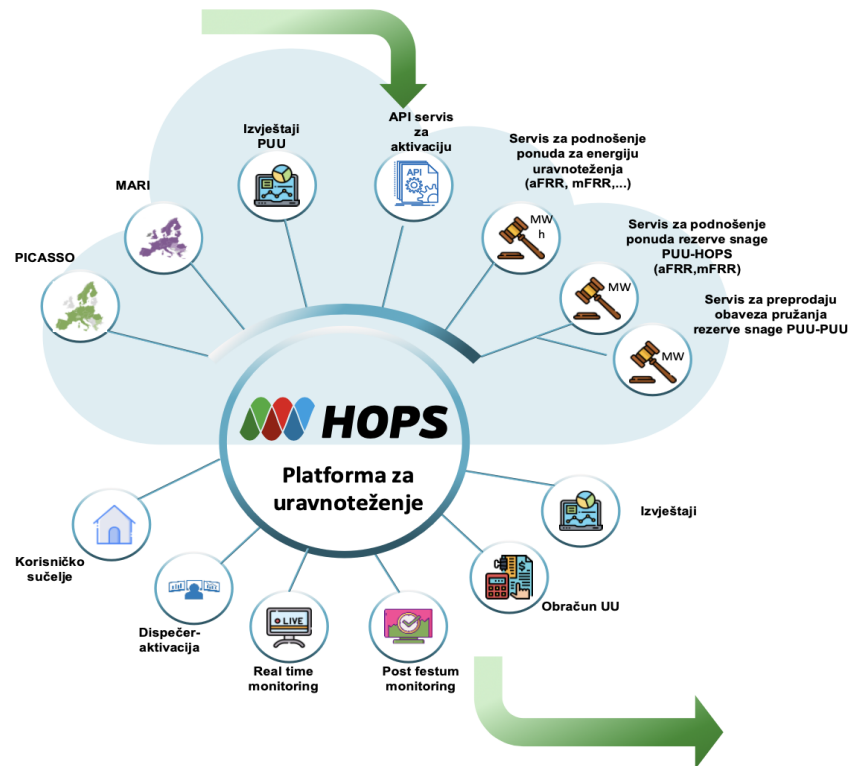 API servis
za
aktivaciju
Izvještaji
PUU
Servis za podnošenje
ponuda za energiju
uravnoteženja
(aFRR, mFRR,...)
API
MARI
MW
h
Servis za podnošenje
ponuda rezerve snage
PUU-HOPS
(aFRR,mFRR)
PICASSO
MW
Servis za preprodaju
obaveza pružanja
rezerve snage PUU-PUU
MW
HOPS
Platforma za
uravnoteženje
Izvještaji
Korisničko
sučelje
$
Obračun UU
Dispečer-
aktivacija
LIVE
Real time
monitoring
Post festum
monitoring